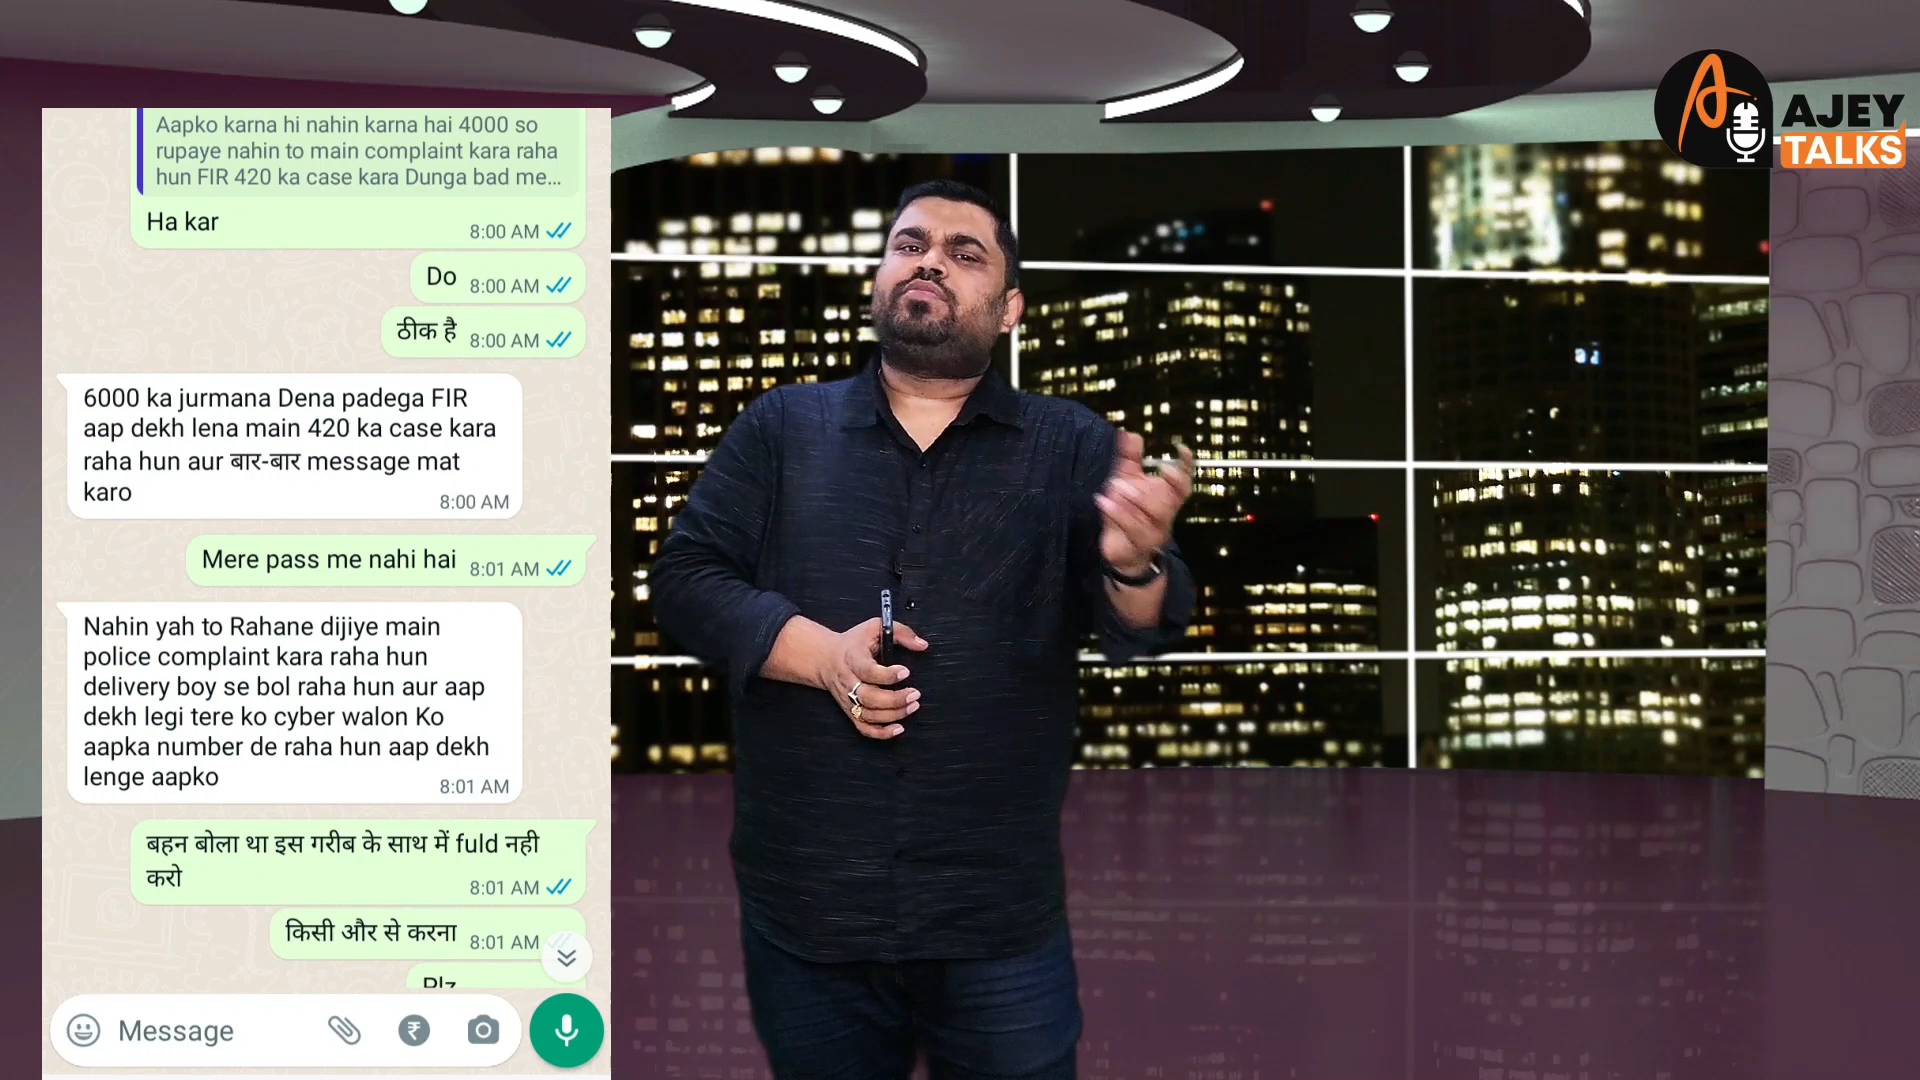 Aapko karna hi nahin karna hai 4000 so
rupaye nahin to main complaint kara raha
hun FIR 420 ka case kara Dunga bad me...
Ha kar
8:00 AM
Do
8:00 AM
ठीक है
8:00 AM
6000 ka jurmana Dena padega FIR
aap dekh lena main 420 ka case kara
raha hun aur बार-बार message mat
karo
8:00 AM
Mere pass me nahi hai
8:01 AM
Nahin yah to Rahane dijiye main
police complaint kara raha hun
delivery boy se bol raha hun aur aap
dekh legi tere ko cyber walon Ko
aapka number de raha hun aap dekh
lenge aapko
8:01 AM
बहन बोला था इस गरीब के साथ में fuld नही
करो
8:01 AM
किसी और से करना
8:01 AM
Plz
Message
AJEY
TALKS